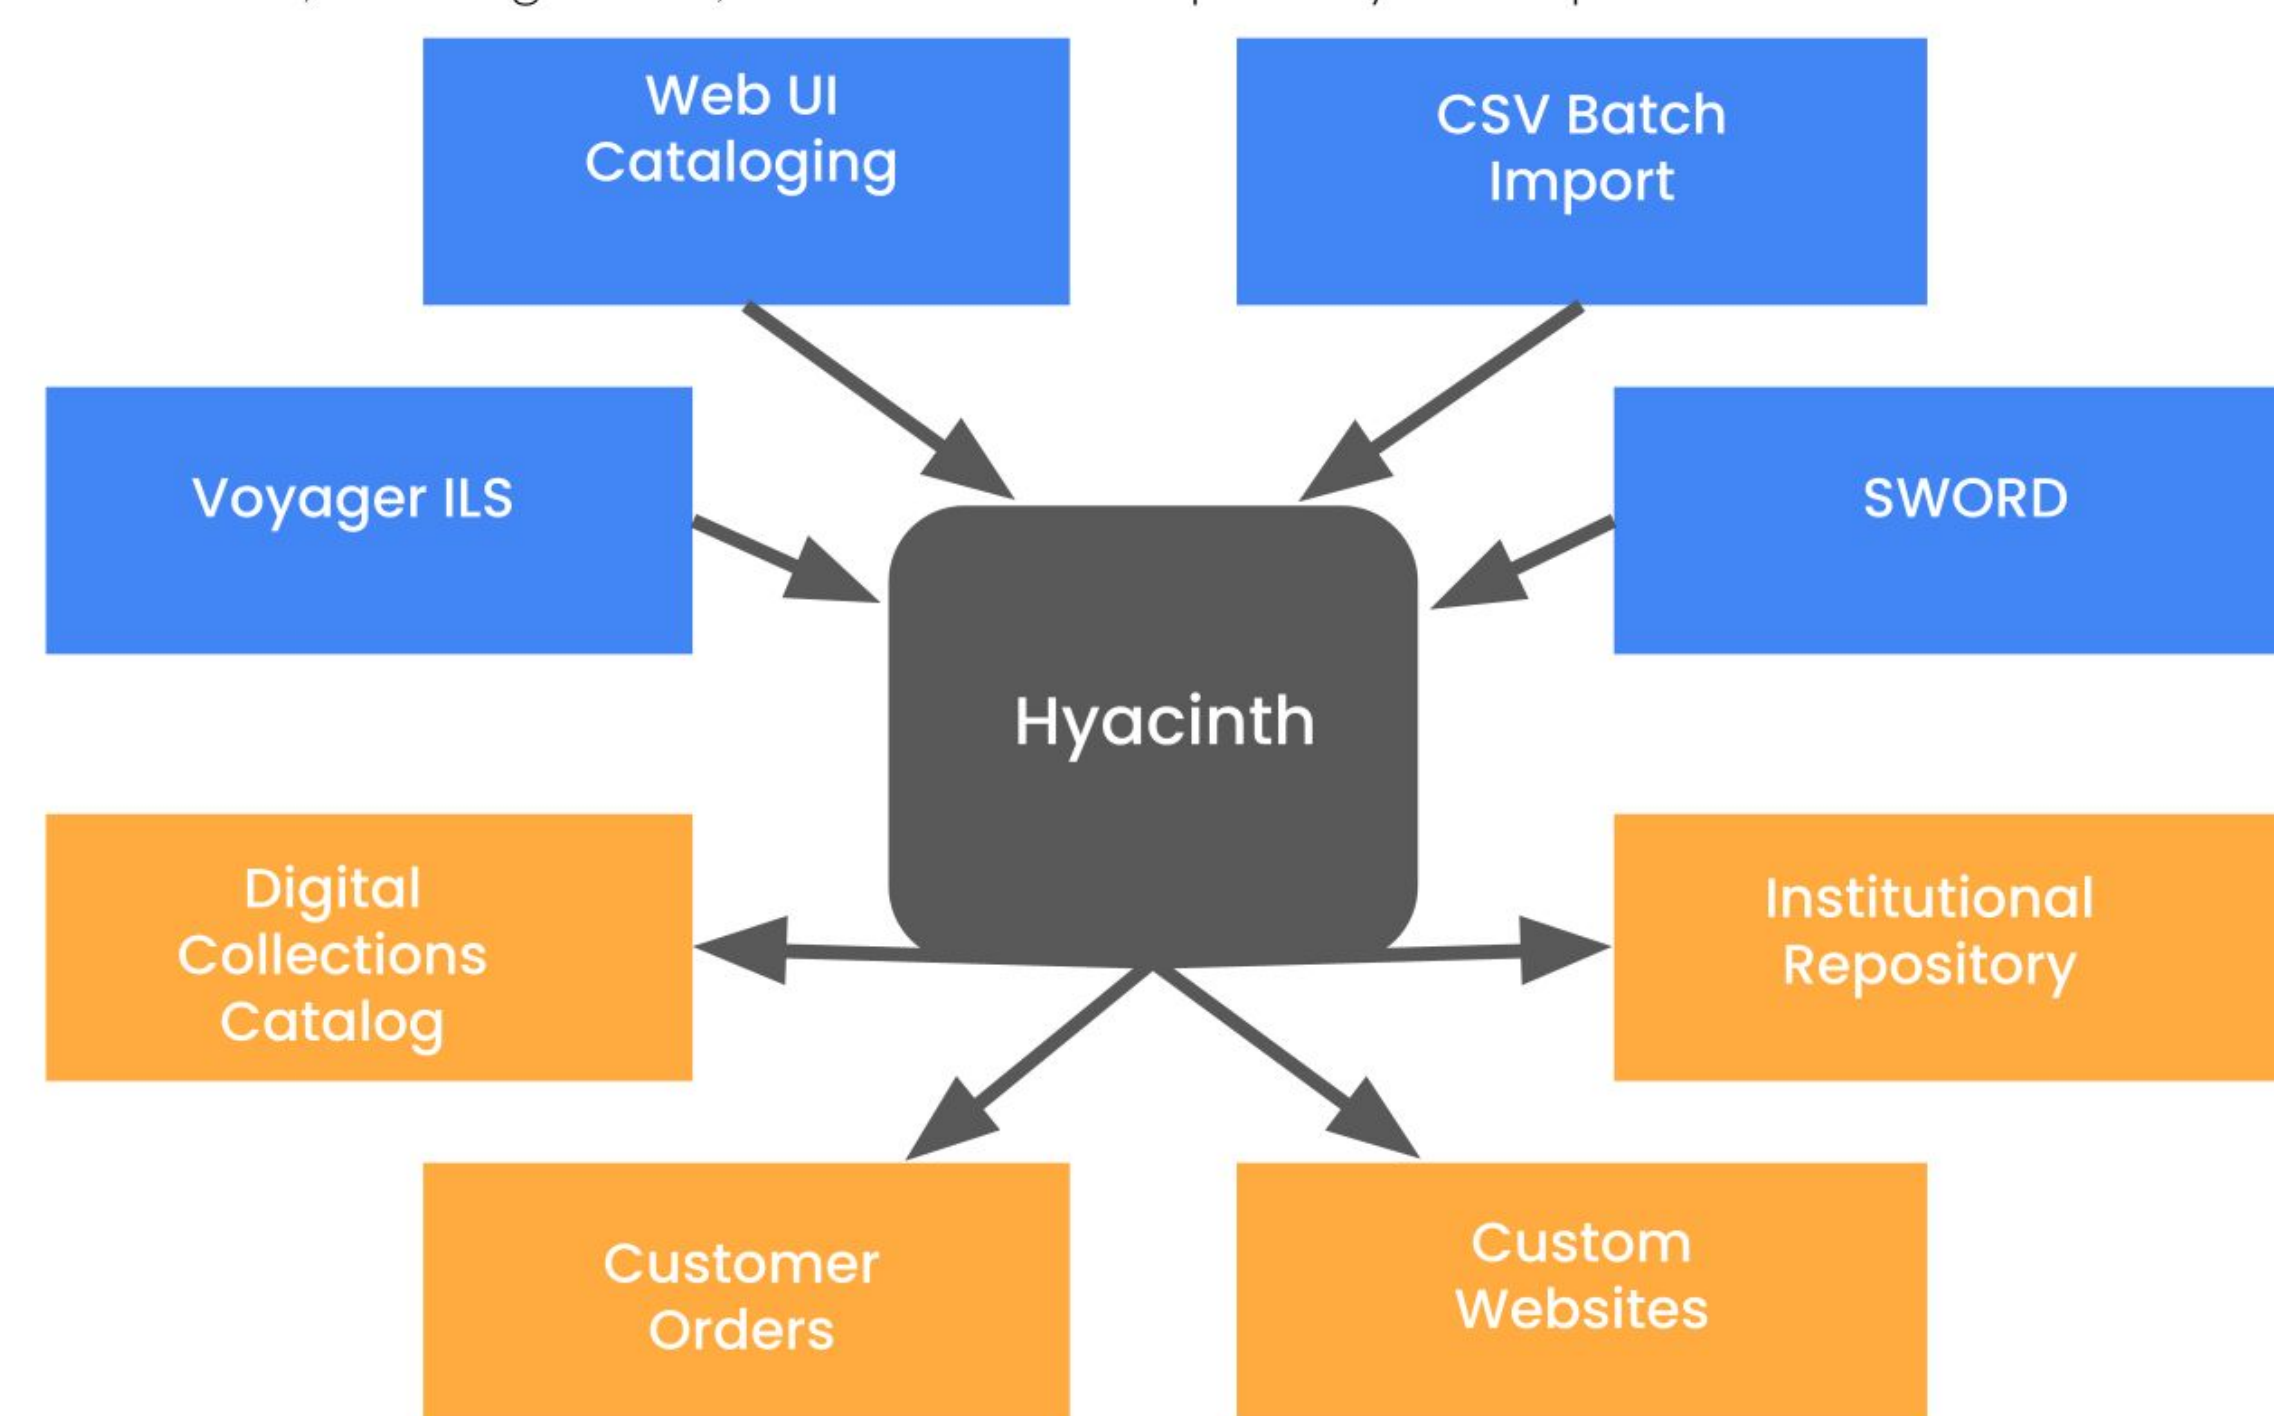 Web UI
Cataloging
CSV Batch
Import
Voyager ILS
SWORD
Hyacinth
Digital
Collections
Catalog
Institutional
Repository
Customer
Orders
Custom
Websites